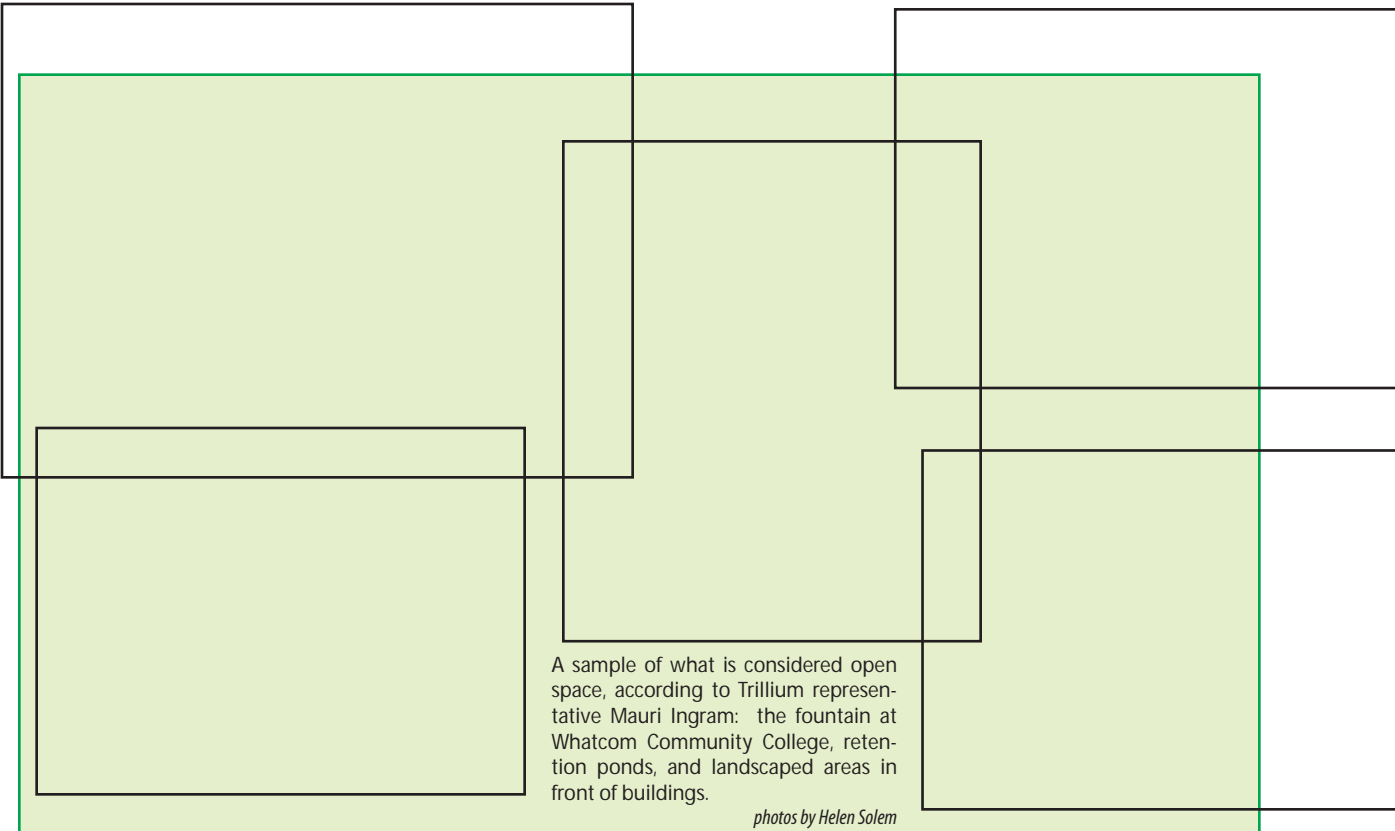 A sample of what is considered open
space, according to Trillium represen-
tative Mauri Ingram:  the fountain at
Whatcom Community College, reten-
tion ponds, and landscaped areas in
front of buildings.
photos by Helen Solem